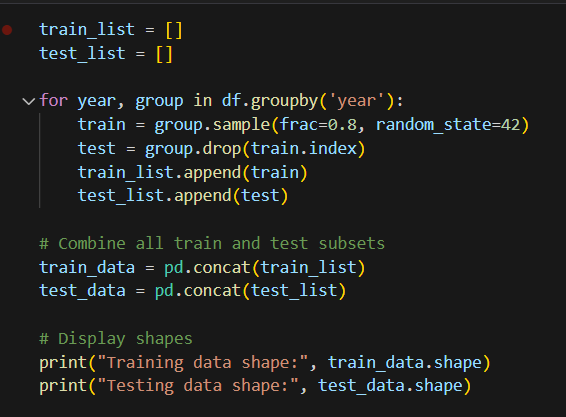 train_list = []
test_list = []
for year, group in df.groupby('year'):
    train = group.sample(frac=0.8, random_state=42)
    test = group.drop(train.index)
    train_list.append(train)
    test_list.append(test)
# Combine all train and test subsets
train_data = pd.concat(train_list)
test_data = pd.concat(test_list)
# Display shapes
print("Training data shape:", train_data.shape)
print("Testing data shape:", test_data.shape)